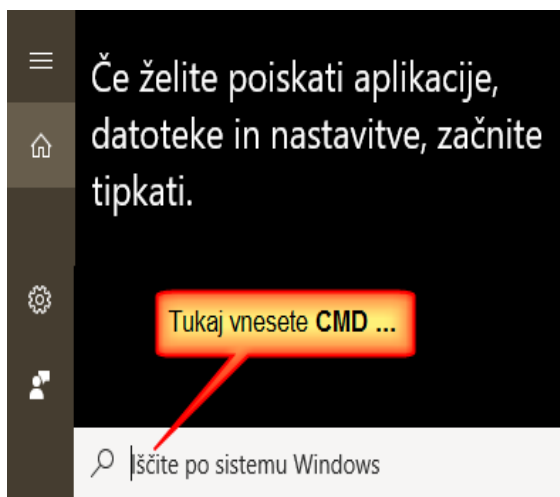 Če želite poiskati aplikacije,
datoteke in nastavitve, začnite
tipkati.
Tukaj vnesete CMD ...
Iščite po sistemu Windows